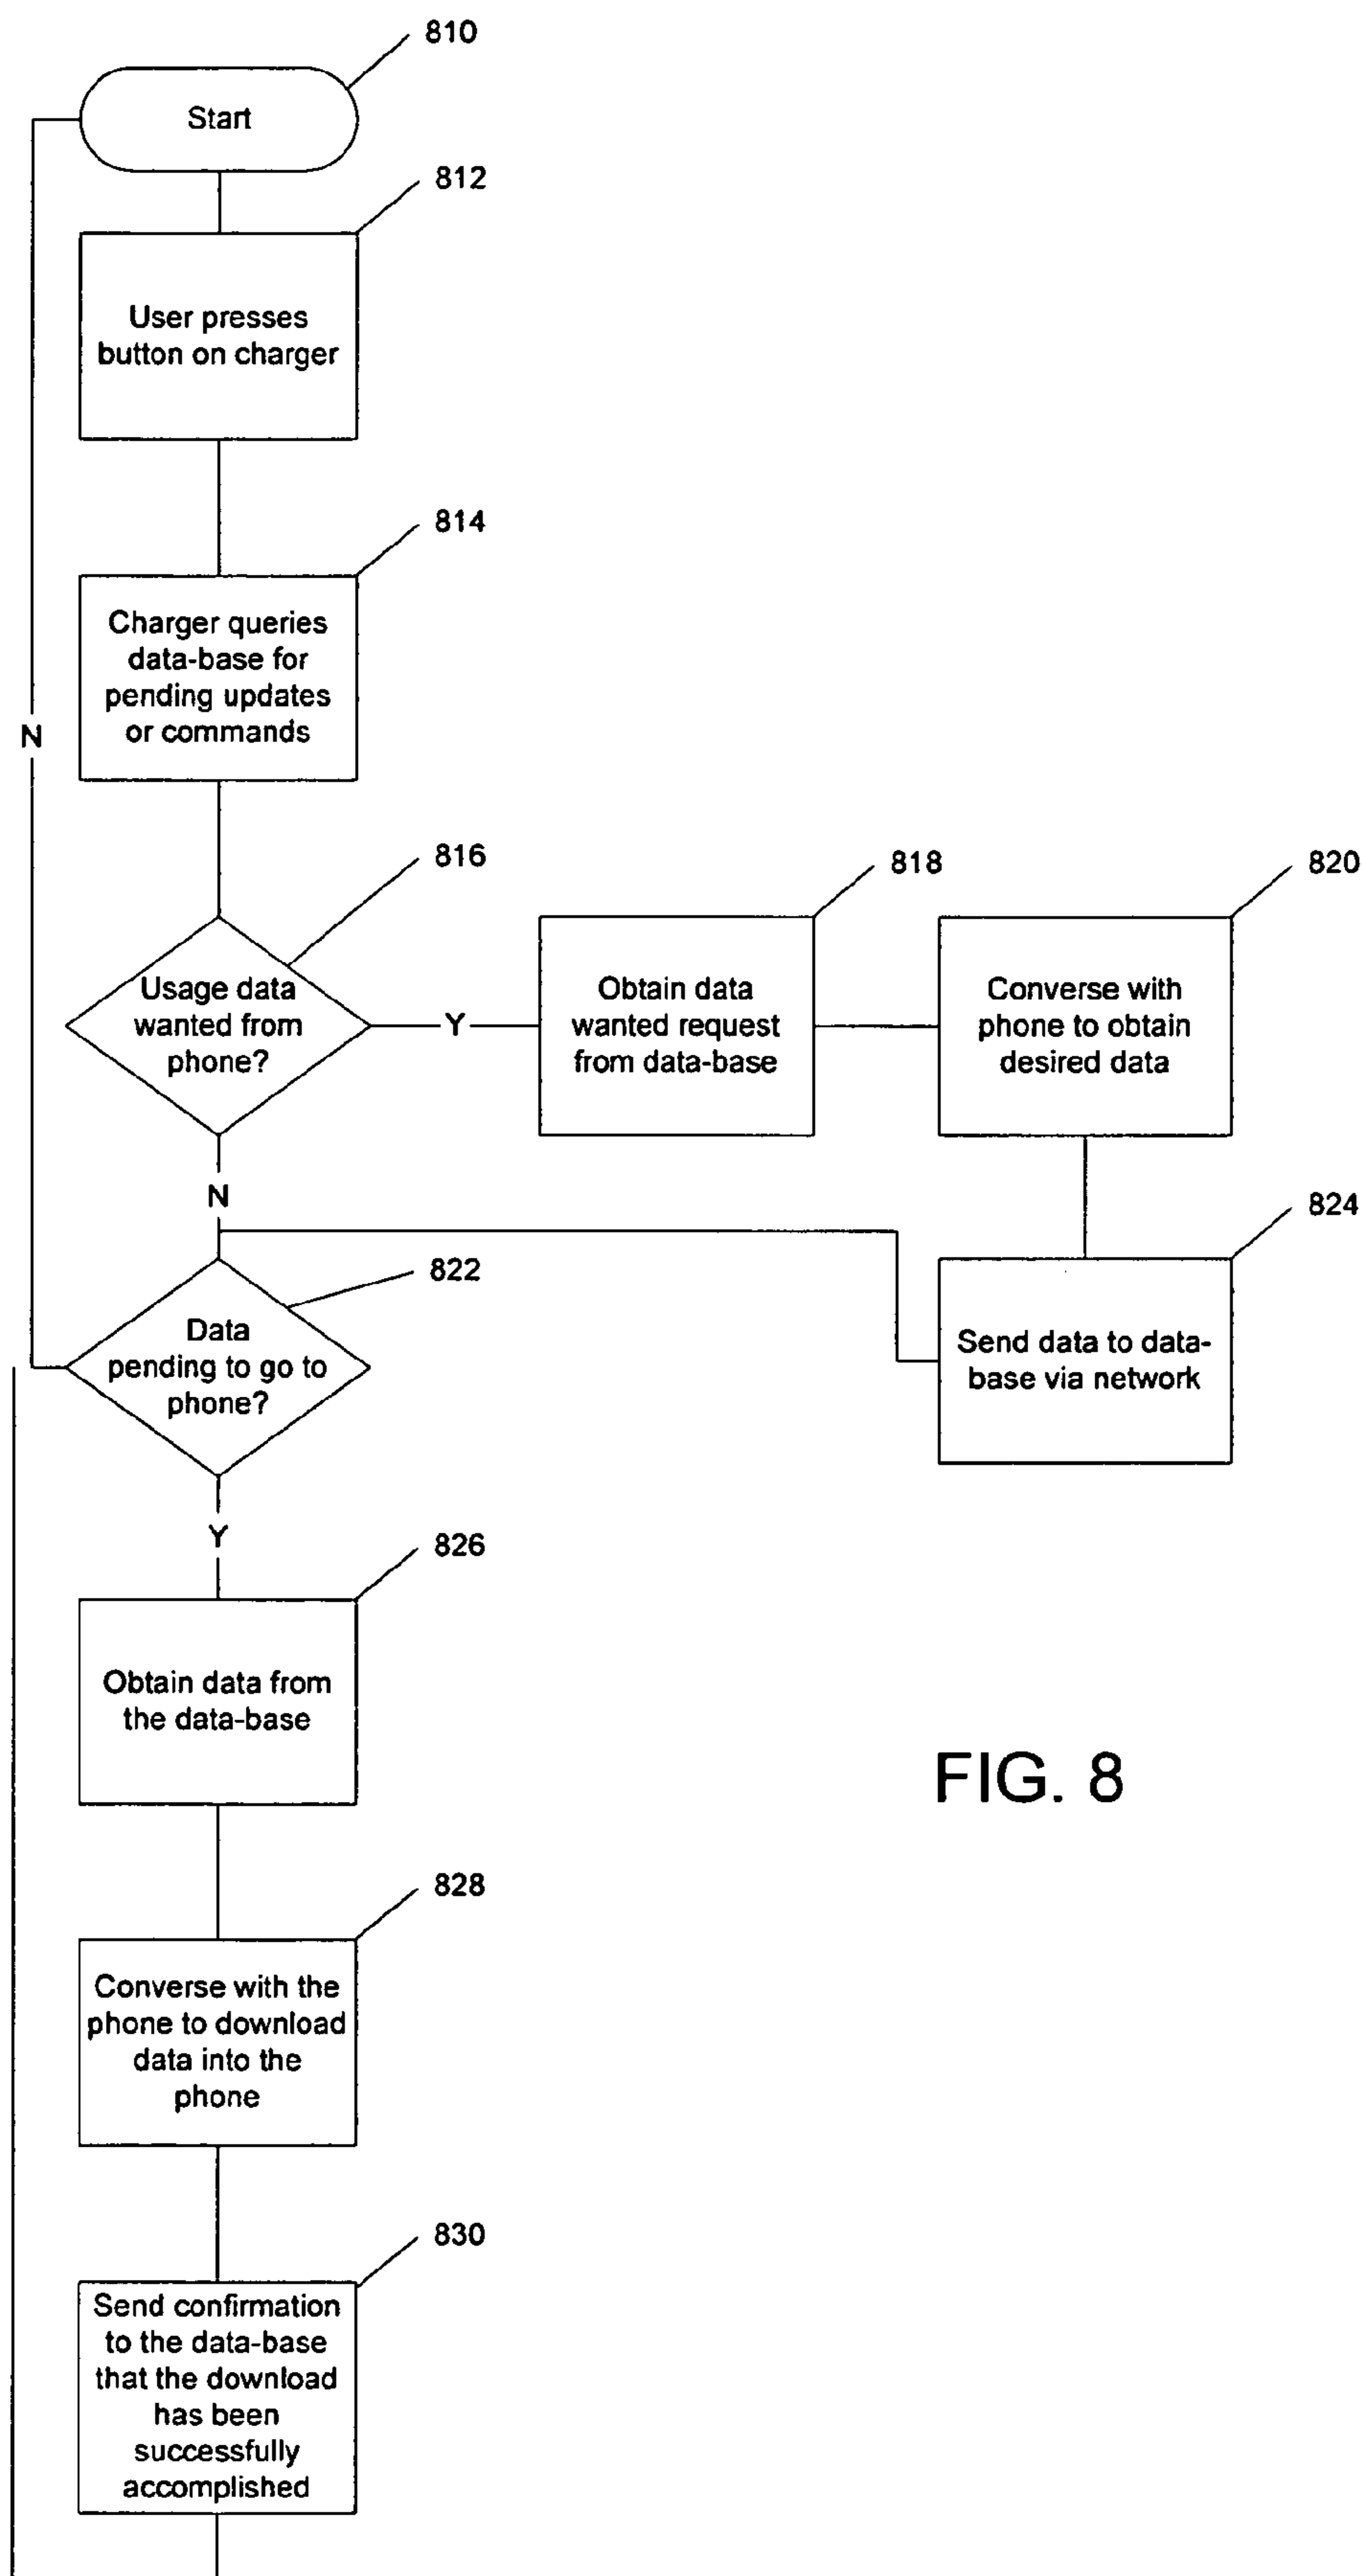 810
Start
812
User presses
button on charger
814
Charger queries
data-base for
pending updates
or commands
N
816
818
820
Usage data
wanted from
phone?
Y
Obtain data
wanted request
from data-base
Converse with
phone to obtain
desired data
N
824
822
Data
pending to go to
phone?
Send data to data-
base via network
Y
826
Obtain data from
the data-base
FIG. 8
828
Converse with the
phone to download
data into the
phone
830
Send confirmation
to the data-base
that the download
has been
successfully
accomplished